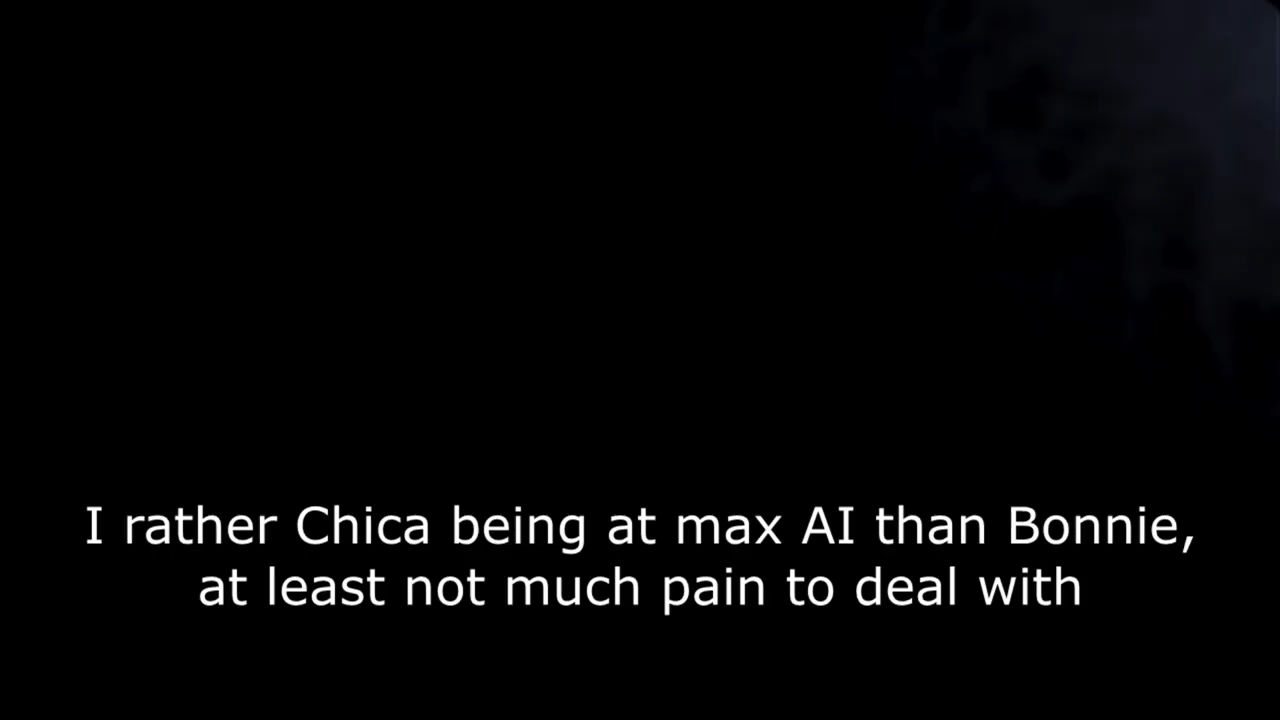 I rather Chica being at max AI than Bonnie,
at least not much pain to deal with